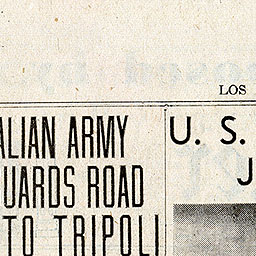 LOS
ALIAN ARMY
UARDS ROAD
TO TRIPOLI
U. S.
J